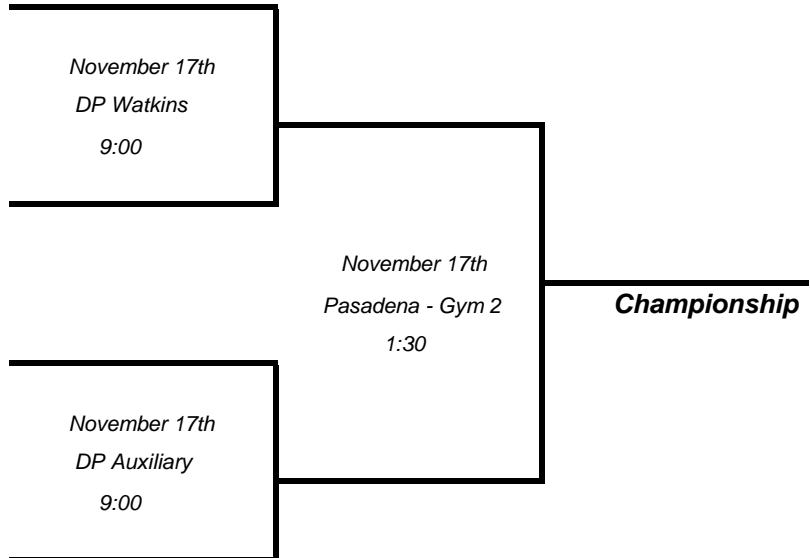 November 17th
DP Watkins
9:00
November 17th
Pasadena - Gym 2
1:30
Championship
November 17th
DP Auxiliary
9:00